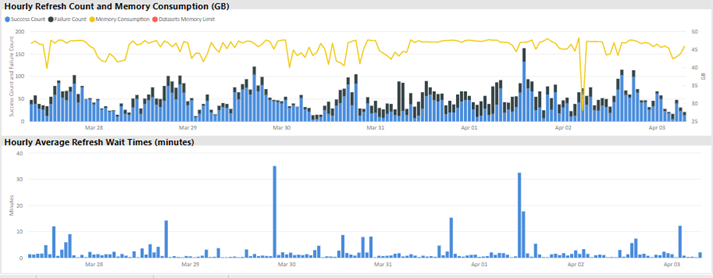 Hourly Refresh Count and Memory Consumption (GB)
Success Count Failure Count Memory Consumption Datasets Memory Limit
Success Count and Failure Count
200
150
100
50
0
50
45
40
35
30
25
GB
Mar 28 Mar 29 Mar 30 Mar 31 Apr 01 Apr 02 Apr 03
Hourly Average Refresh Wait Times (minutes)
Minutes
40
30
20
10
0
Mar 28 Mar 29 Mar 30 Mar 31 Apr 01 Apr 02 Apr 03